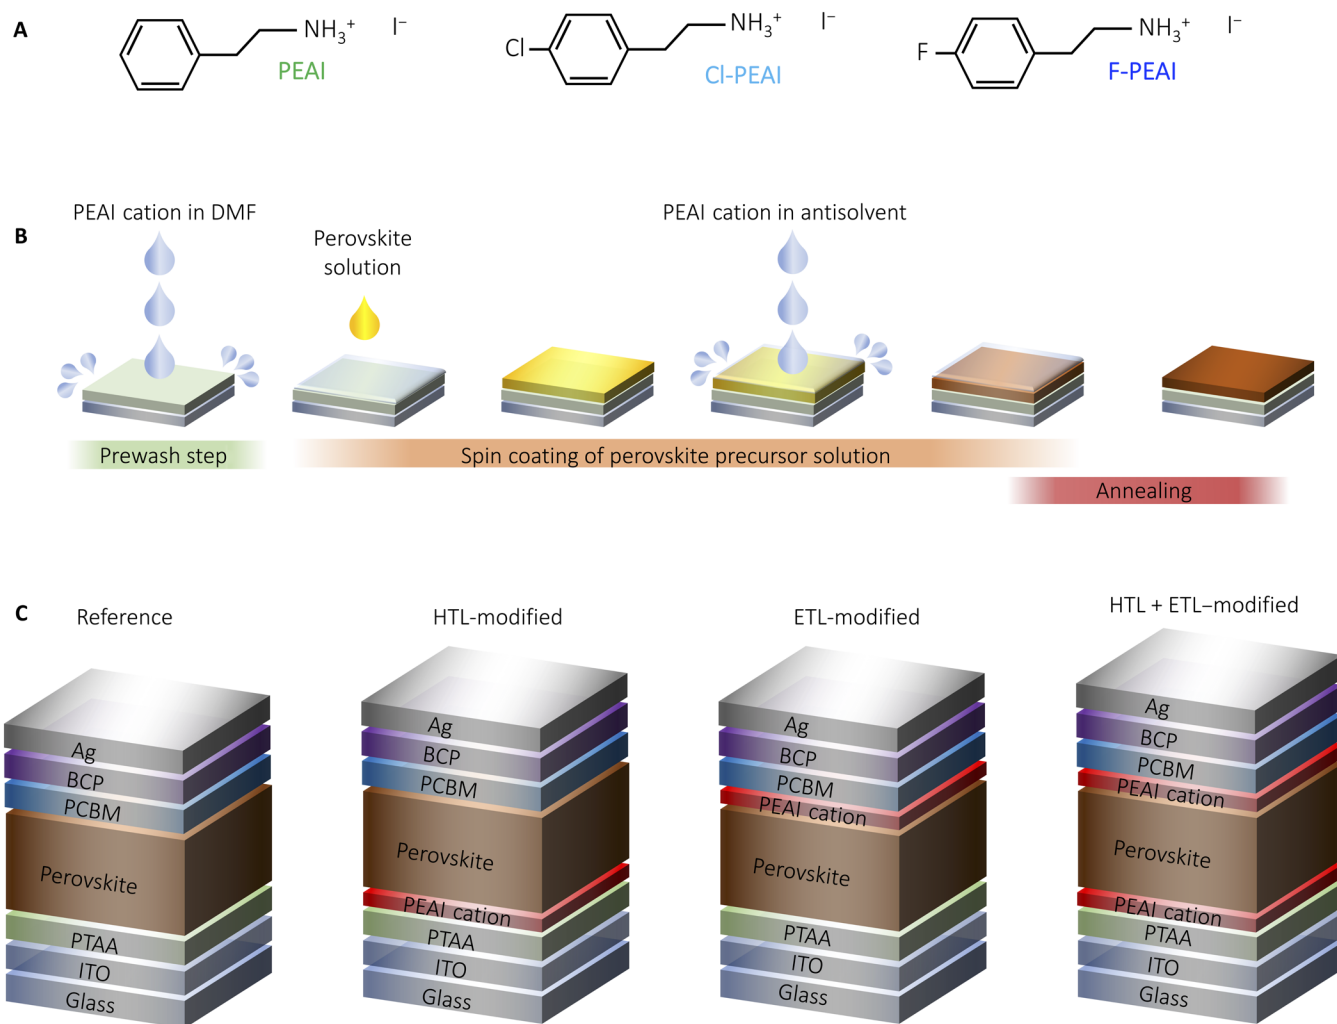 A
NH₃⁺ I⁻
PEAI
Cl
NH₃⁺ I⁻
Cl-PEAI
F
NH₃⁺ I⁻
F-PEAI
B
PEAI cation in DMF
Perovskite
solution
PEAI cation in antisolvent
Prewash step
Spin coating of perovskite precursor solution
Annealing
C
Reference
Ag
BCP
PCBM
Perovskite
PTAA
ITO
Glass
HTL-modified
Ag
BCP
PCBM
Perovskite
PEAI cation
PTAA
ITO
Glass
ETL-modified
Ag
BCP
PCBM
PEAI cation
Perovskite
PTAA
ITO
Glass
HTL + ETL–modified
Ag
BCP
PCBM
PEAI cation
Perovskite
PEAI cation
PTAA
ITO
Glass